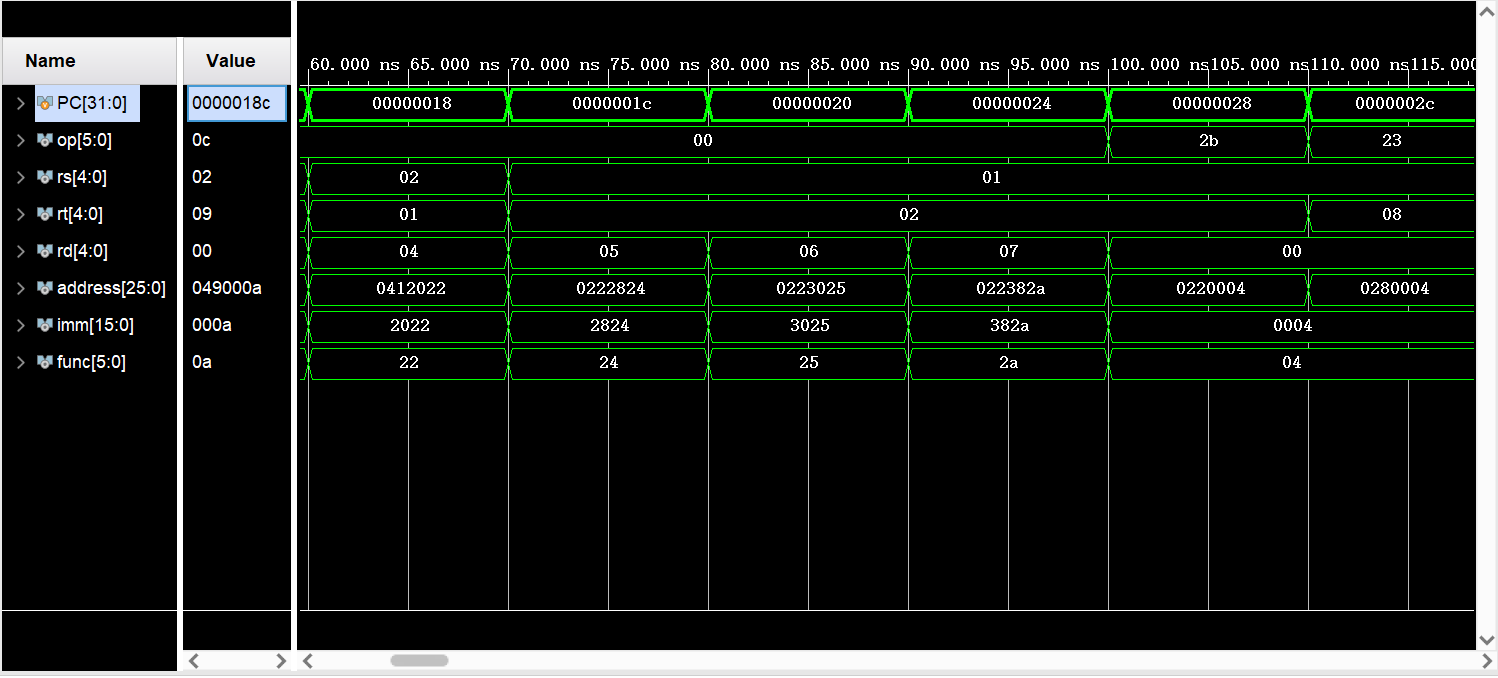 Name Value
60.000 ns 65.000 ns 70.000 ns 75.000 ns 80.000 ns 85.000 ns 90.000 ns 95.000 ns 100.000 ns 105.000 ns 110.000 ns 115.000
PC[31:0] 0000018c 00000018 0000001c 00000020 00000024 00000028 0000002c
op[5:0] 0c 00 2b 23
rs[4:0] 02 02 01
rt[4:0] 09 01 02 08
rd[4:0] 00 04 05 06 07 00
address[25:0] 049000a 0412022 0222824 0223025 022382a 0220004 0280004
imm[15:0] 000a 2022 2824 3025 382a 0004
func[5:0] 0a 22 24 25 2a 04